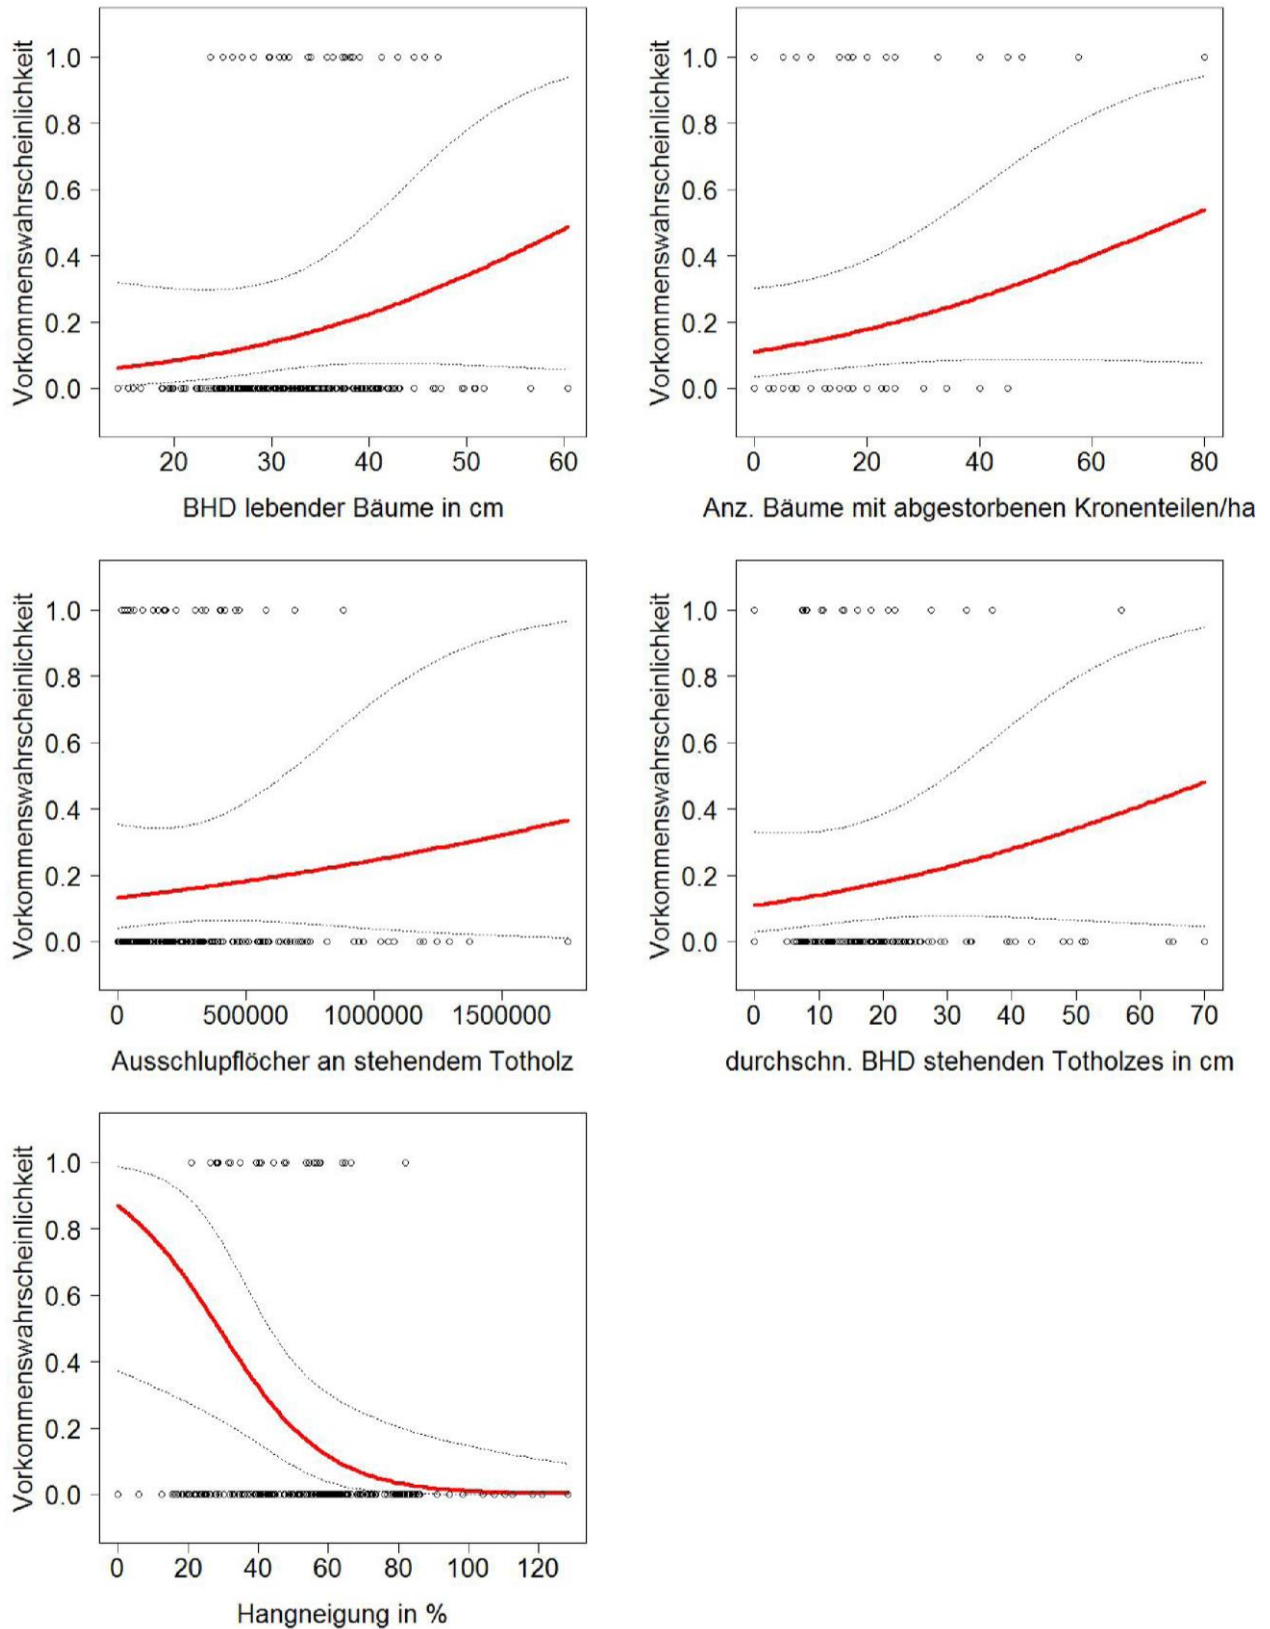 Vorkommenswahrscheinlichkeit
1.0
0.8
0.6
0.4
0.2
0.0
20 30 40 50 60
BHD lebender Bäume in cm
Vorkommenswahrscheinlichkeit
1.0
0.8
0.6
0.4
0.2
0.0
0 20 40 60 80
Anz. Bäume mit abgestorbenen Kronenteilen/ha
Vorkommenswahrscheinlichkeit
1.0
0.8
0.6
0.4
0.2
0.0
0 500000 1000000 1500000
Ausschlupflöcher an stehendem Totholz
Vorkommenswahrscheinlichkeit
1.0
0.8
0.6
0.4
0.2
0.0
0 10 20 30 40 50 60 70
durchschn. BHD stehenden Totholzes in cm
Vorkommenswahrscheinlichkeit
1.0
0.8
0.6
0.4
0.2
0.0
0 20 40 60 80 100 120
Hangneigung in %